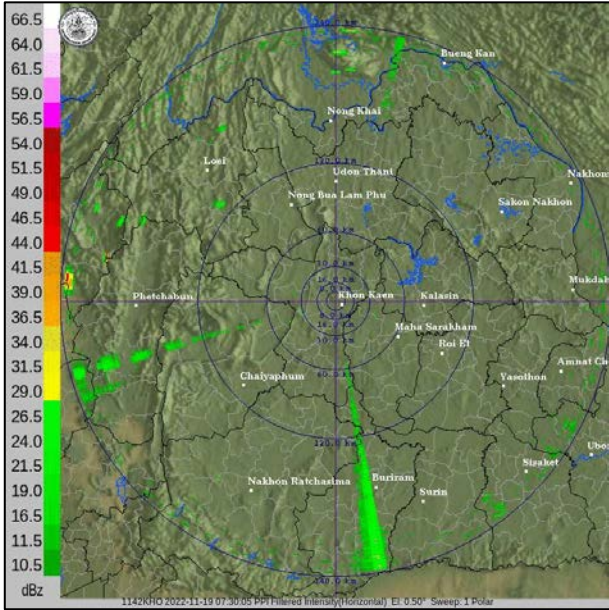 66.5
64.0
61.5
59.0
56.5
54.0
51.5
49.0
46.5
44.0
41.5
39.0
36.5
34.0
31.5
29.0
26.5
24.0
21.5
19.0
16.5
14.0
11.5
10.5
dBz
Bueng Kan
Nong Khai
Loei
Udon Thani
Nakhon
Nong Bua Lam Phu
Sakon Nakhon
Mukdah
Phetchabun
Khon Kaen
Kalasin
Maha Sarakham
Roi Et
Amnat Ch
Chaiyaphum
Yasothon
120.0 km
Ubo
Sisaket
Nakhon Ratchasima
Buriram
Surin
1142KHO 2022-11-19 07:30:05 PPI Filtered Intensity(Horizontal) El: 0.50° Sweep: 1 Polar